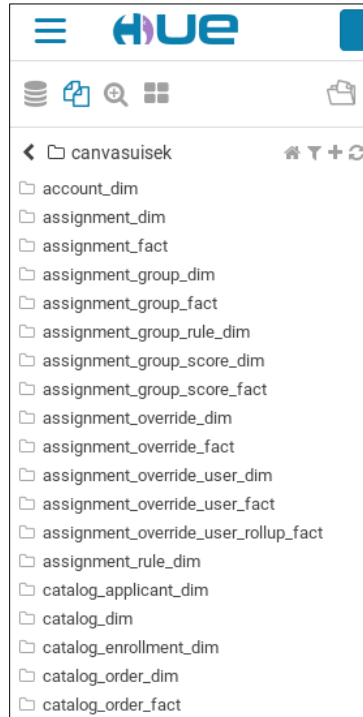 HUE
canvasuisek
account_dim
assignment_dim
assignment_fact
assignment_group_dim
assignment_group_fact
assignment_group_rule_dim
assignment_group_score_dim
assignment_group_score_fact
assignment_override_dim
assignment_override_fact
assignment_override_user_dim
assignment_override_user_fact
assignment_override_user_rollup_fact
assignment_rule_dim
catalog_applicant_dim
catalog_dim
catalog_enrollment_dim
catalog_order_dim
catalog_order_fact